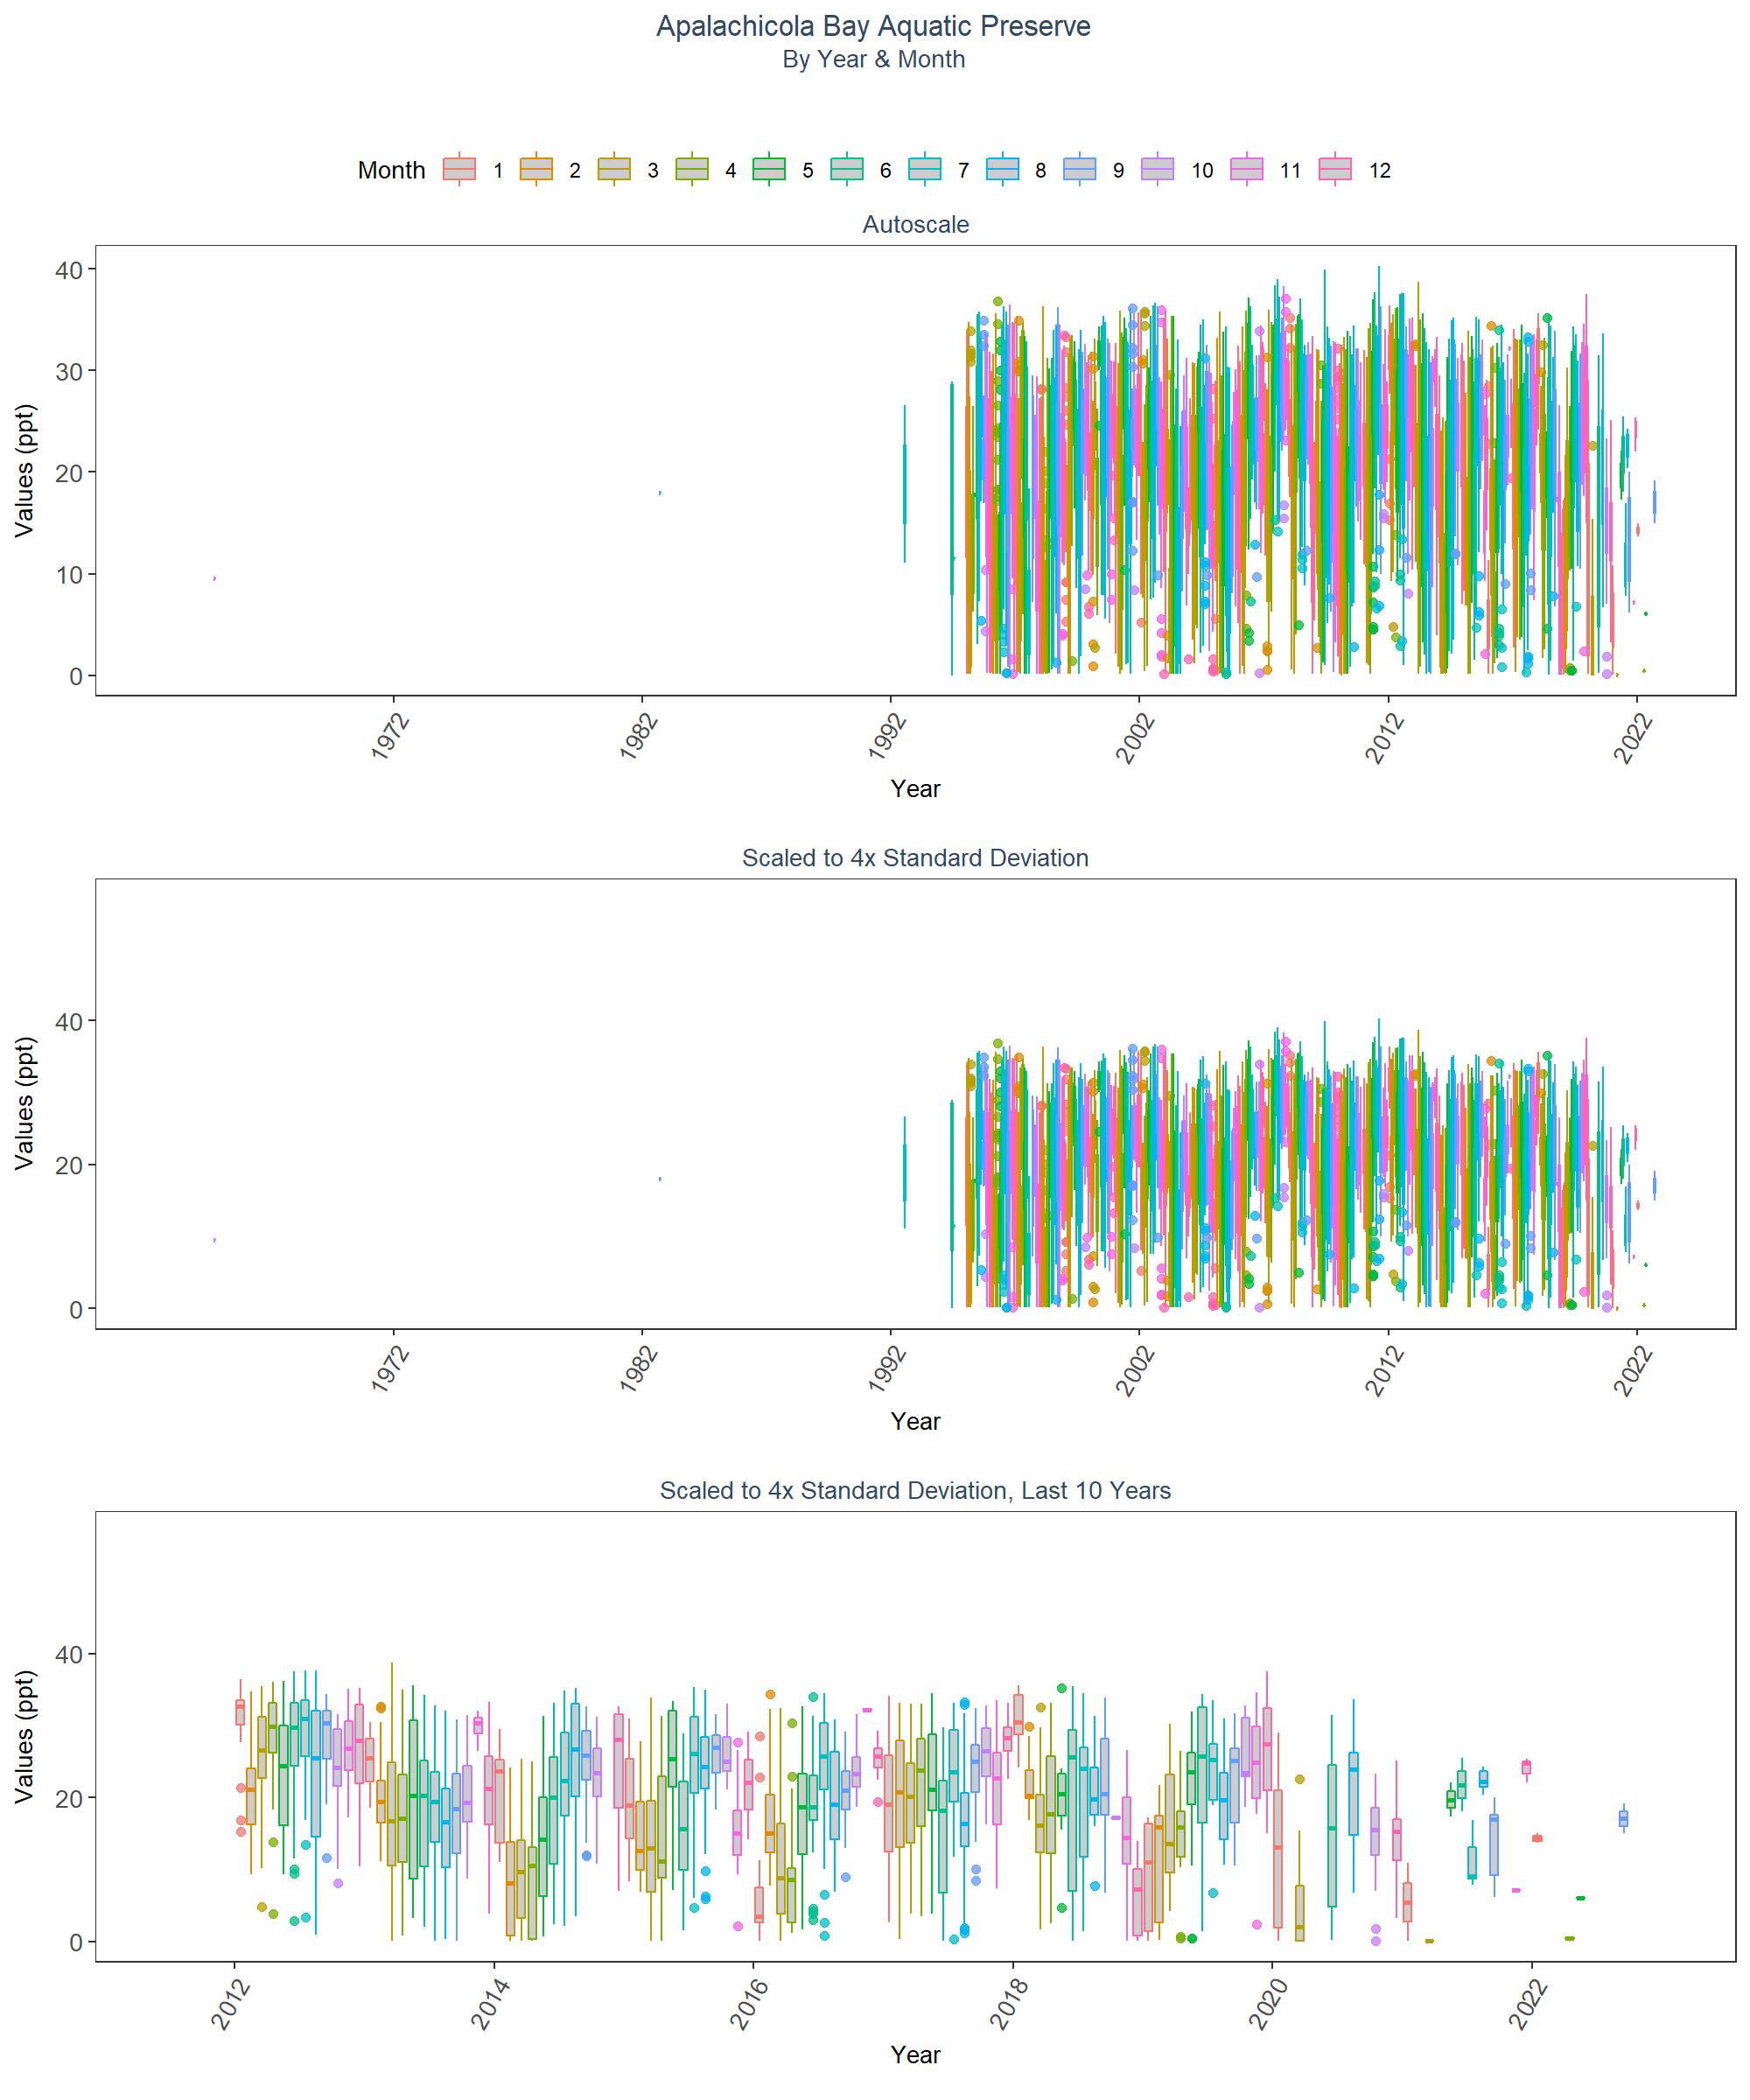 Apalachicola Bay Aquatic Preserve
By Year & Month
Month 1 2 3 4 5 6 7 8 9 10 11 12
Autoscale
Values (ppt)
40
30
20
10
0
1972 1982 1992 2002 2012 2022
Year
Scaled to 4x Standard Deviation
Values (ppt)
40
20
0
1972 1982 1992 2002 2012 2022
Year
Scaled to 4x Standard Deviation, Last 10 Years
Values (ppt)
40
20
0
2012 2014 2016 2018 2020 2022
Year